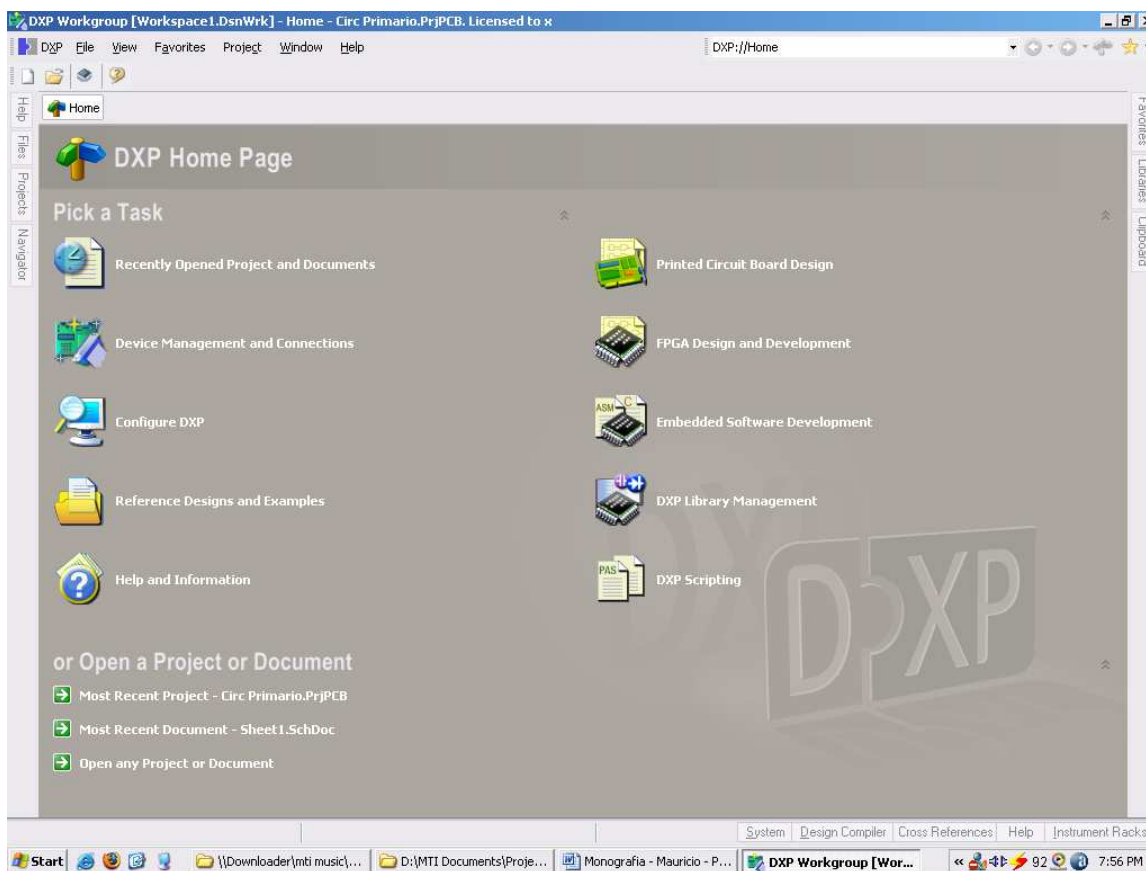 DXP Workgroup [Workspace1.DsnWrk] - Home - Circ Primario.PrjPCB. Licensed to x
DXP File View Favorites Project Window Help
DXP://Home
Home
Help
Files
Projects
Navigator
Favorites
Libraries
Clipboard
DXP Home Page
Pick a Task
Recently Opened Project and Documents
Printed Circuit Board Design
Device Management and Connections
FPGA Design and Development
Configure DXP
ASM C
Embedded Software Development
Reference Designs and Examples
DXP Library Management
Help and Information
PAS
DXP Scripting
DXP
or Open a Project or Document
Most Recent Project - Circ Primario.PrjPCB
Most Recent Document - Sheet1.SchDoc
Open any Project or Document
System Design Compiler Cross References Help Instrument Racks
Start \\Downloader\mti music\... D:\MTI Documents\Proje... Monografia - Mauricio - P... DXP Workgroup [Wor... « 92 7:56 PM